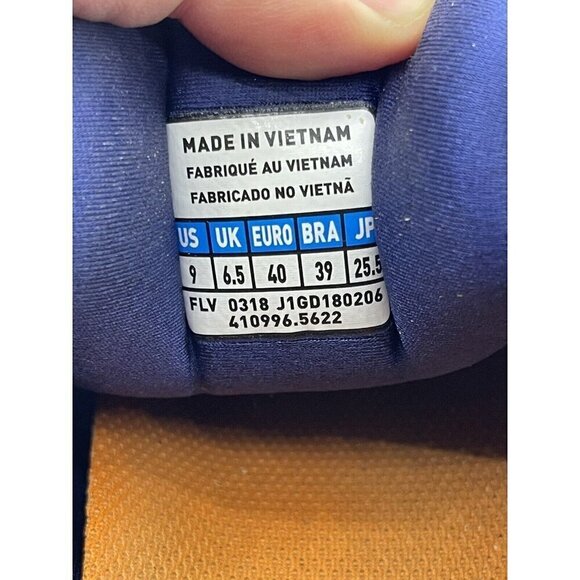 MADE IN VIETNAM
FABRIQUÉ AU VIETNAM
FABRICADO NO VIETNÃ
US UK EURO BRA JP
9 6.5 40 39 25.5
FLV 0318 J1GD180206
410996.5622